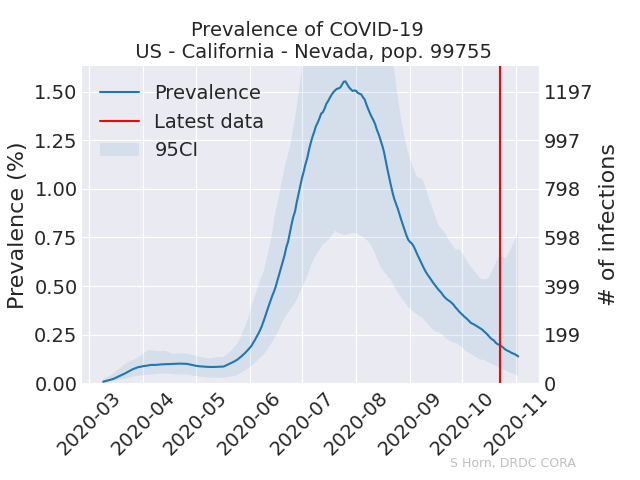 Prevalence of COVID-19
US - California - Nevada, pop. 99755
Prevalence (%)
1.50
1.25
1.00
0.75
0.50
0.25
0.00
Prevalence
Latest data
95CI
1197
997
798
598
399
199
0
# of infections
2020-03
2020-04
2020-05
2020-06
2020-07
2020-08
2020-09
2020-10
2020-11
S Horn, DRDC CORA